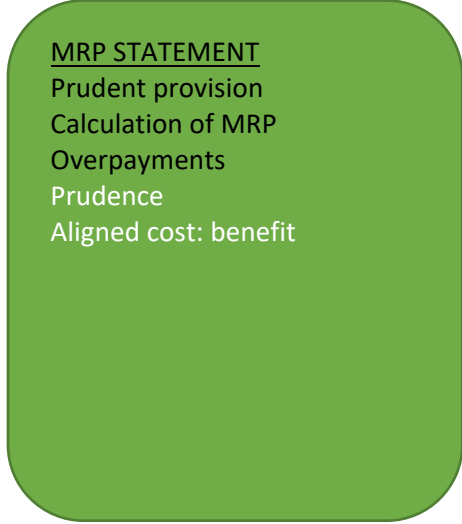 MRP STATEMENT
Prudent provision
Calculation of MRP
Overpayments
Prudence
Aligned cost: benefit